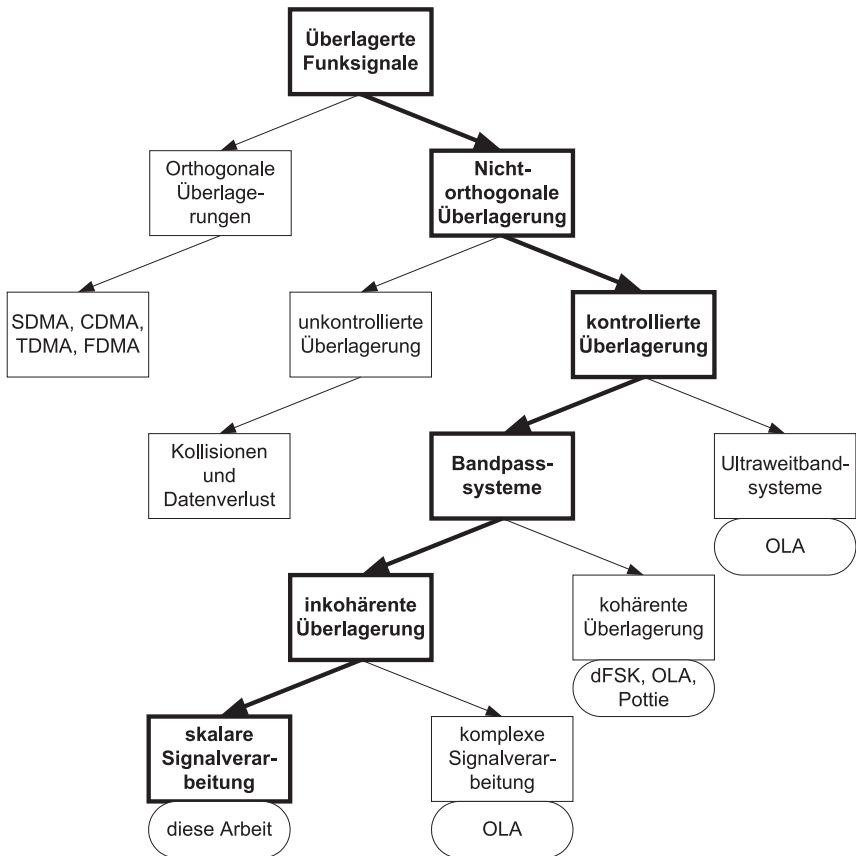 Überlagerte
Funksignale
Orthogonale
Überlage-
rungen
Nicht-
orthogonale
Überlagerung
SDMA, CDMA,
TDMA, FDMA
unkontrollierte
Überlagerung
kontrollierte
Überlagerung
Kollisionen
und
Datenverlust
Bandpass-
systeme
Ultraweitband-
systeme
OLA
inkohärente
Überlagerung
kohärente
Überlagerung
dFSK, OLA,
Pottie
skalare
Signalverar-
beitung
diese Arbeit
komplexe
Signalverar-
beitung
OLA